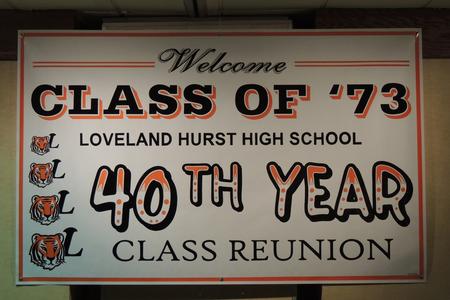 Welcome
CLASS OF '73
LOVELAND HURST HIGH SCHOOL
40TH YEAR
CLASS REUNION
L
L
L
L